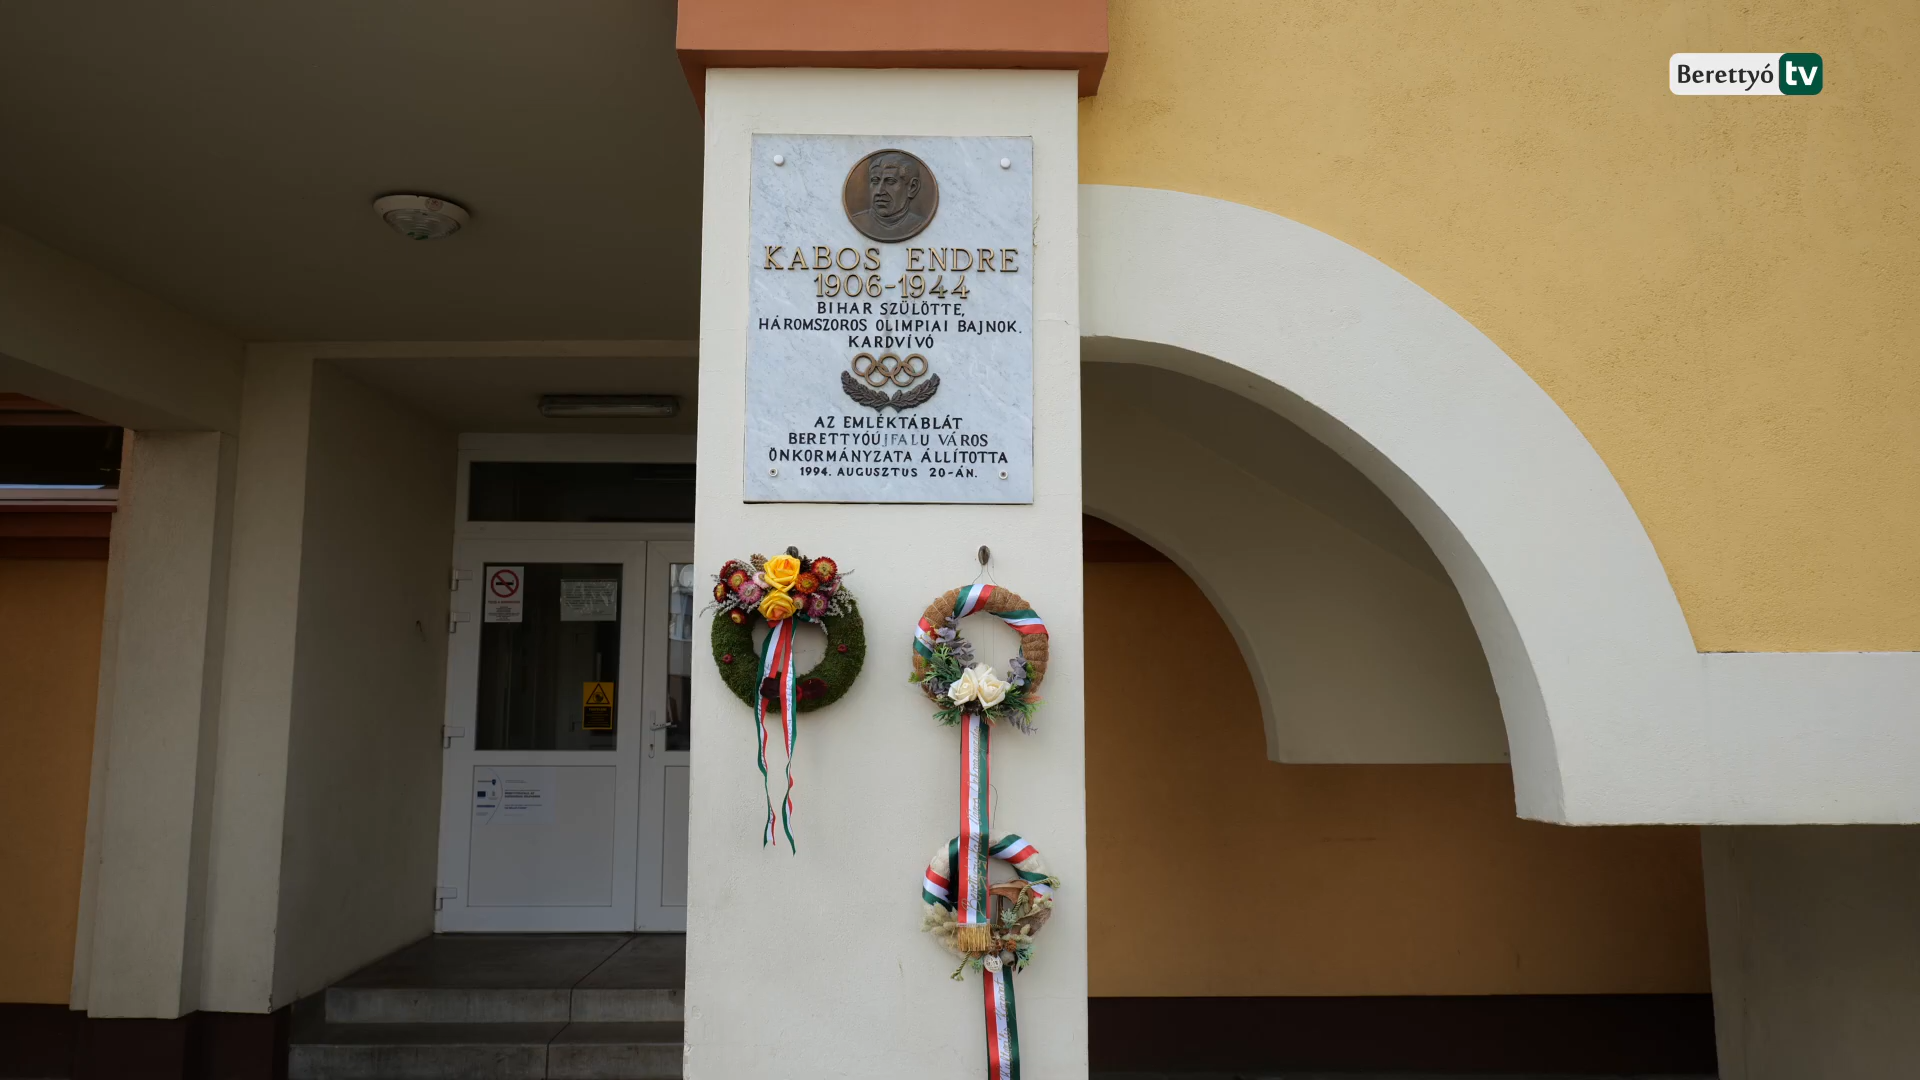 Berettyó tv
KABOS ENDRE
1906-1944
BIHAR SZÜLÖTTE,
HÁROMSZOROS OLIMPIAI BAJNOK.
KARDVÍVÓ
AZ EMLÉKTÁBLÁT
BERETTYÓÚJFALU VÁROS
ÖNKORMÁNYZATA ÁLLÍTOTTA
1994. AUGUSZTUS 20-ÁN.